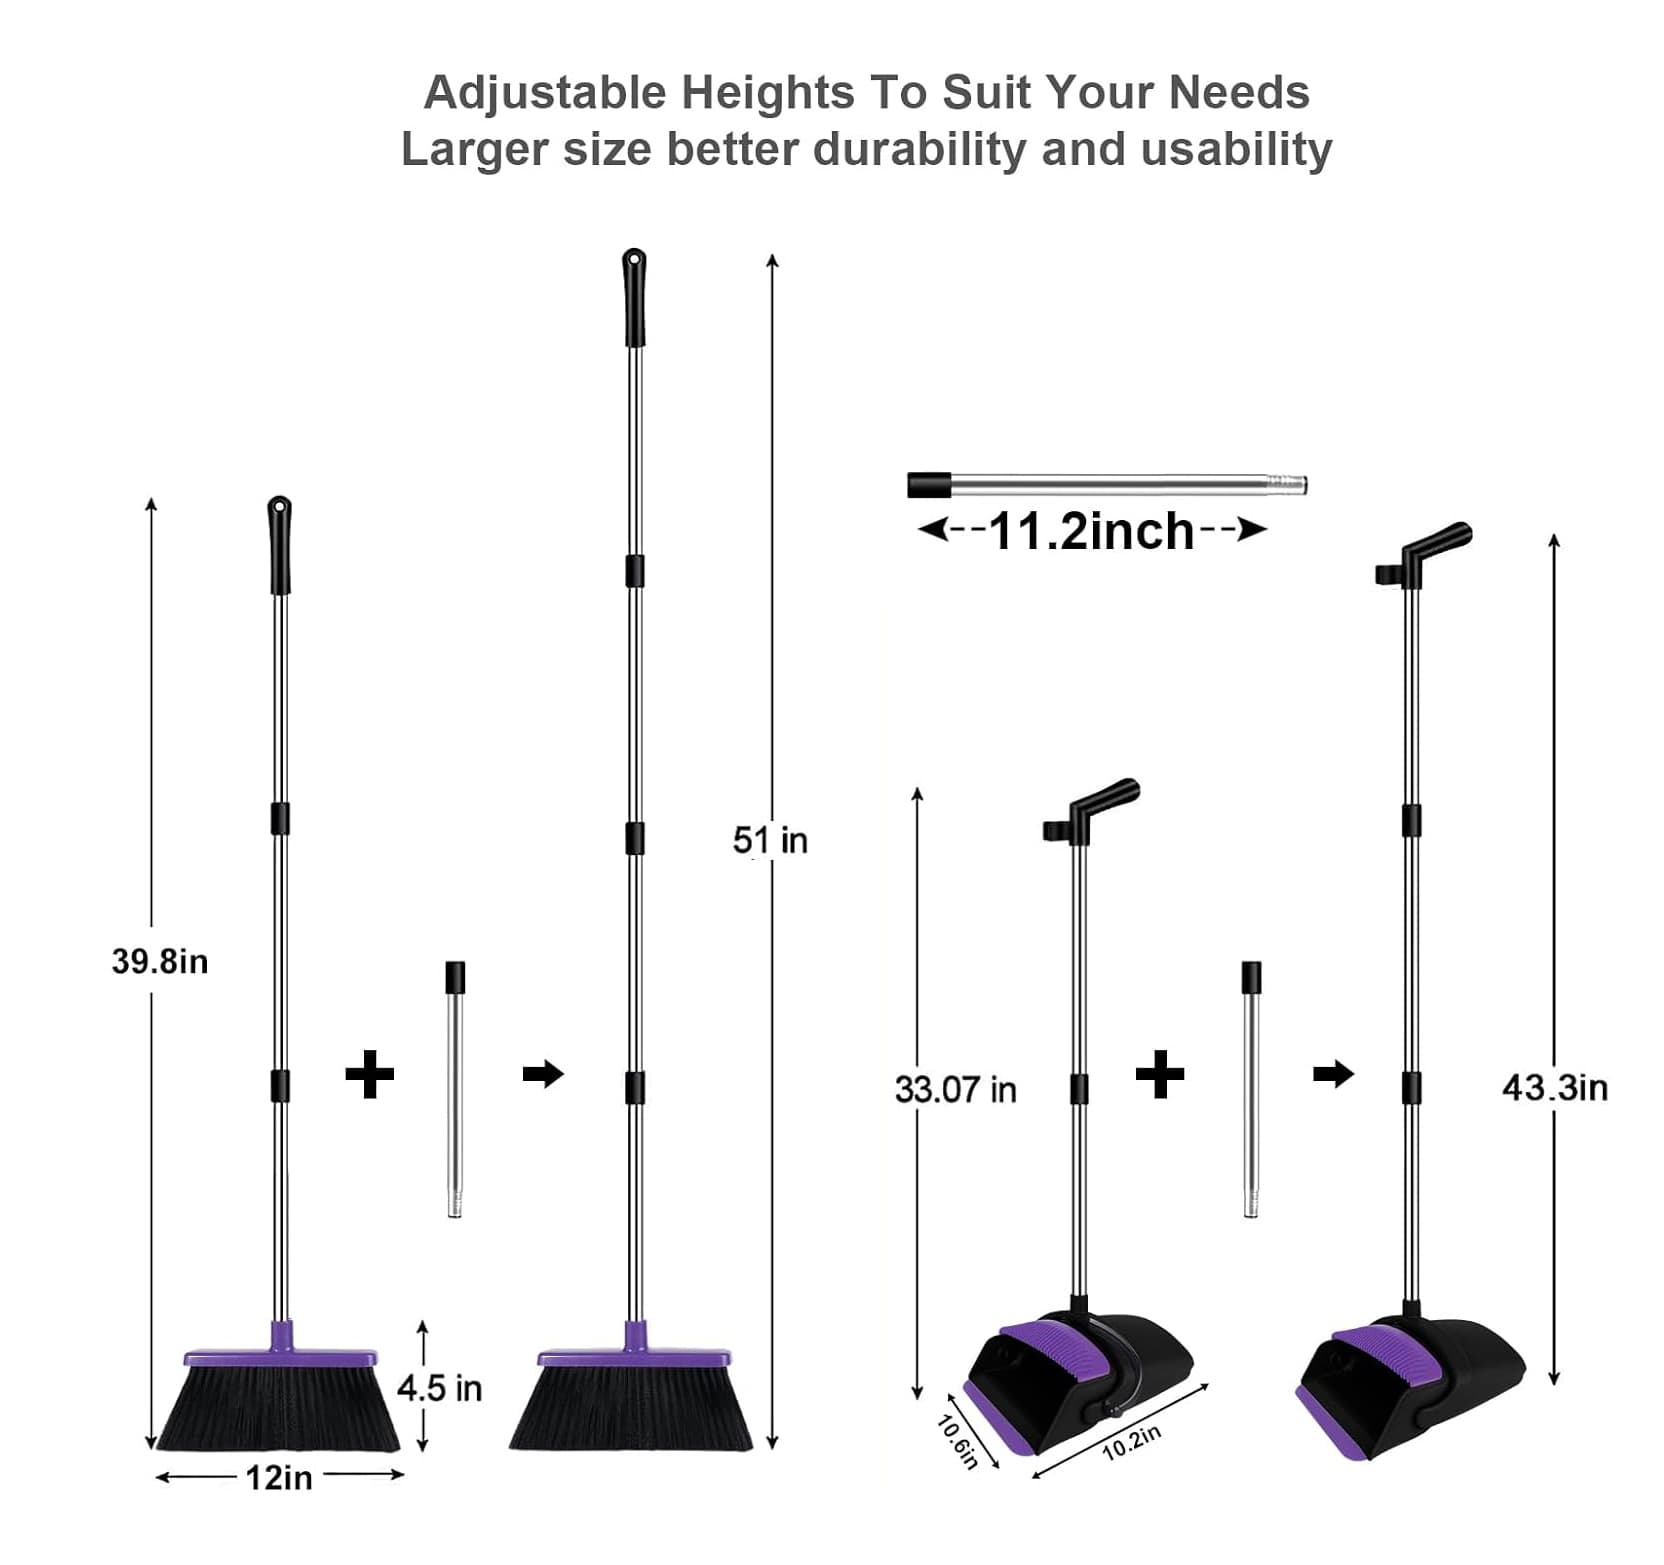 Adjustable Heights To Suit Your Needs
Larger size better durability and usability
11.2inch
51 in
39.8in
33.07 in
43.3in
4.5 in
12in
10.6in
10.2in